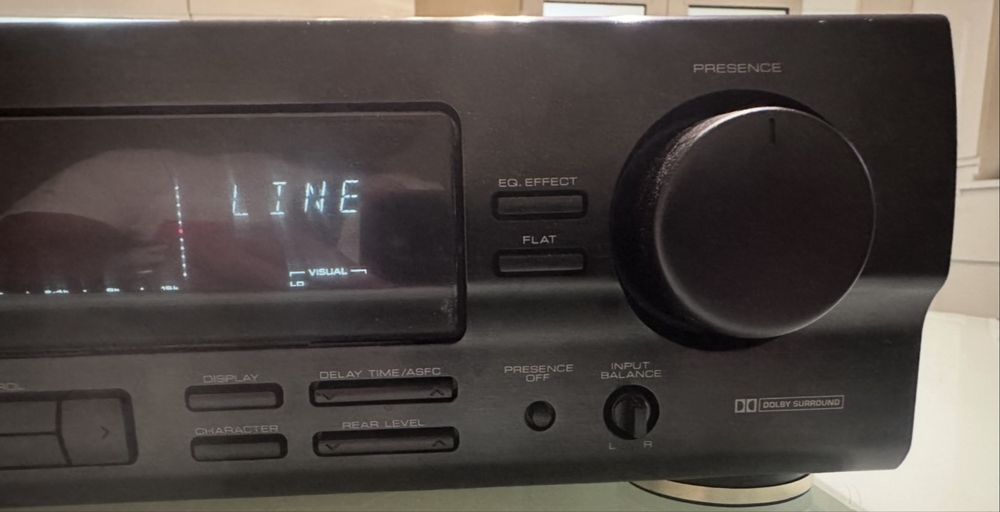 PRESENCE
LINE
EQ. EFFECT
FLAT
VISUAL
DISPLAY
DELAY TIME/ASFC
PRESENCE
OFF
INPUT
BALANCE
DOLBY SURROUND
CHARACTER
REAR LEVEL
L R